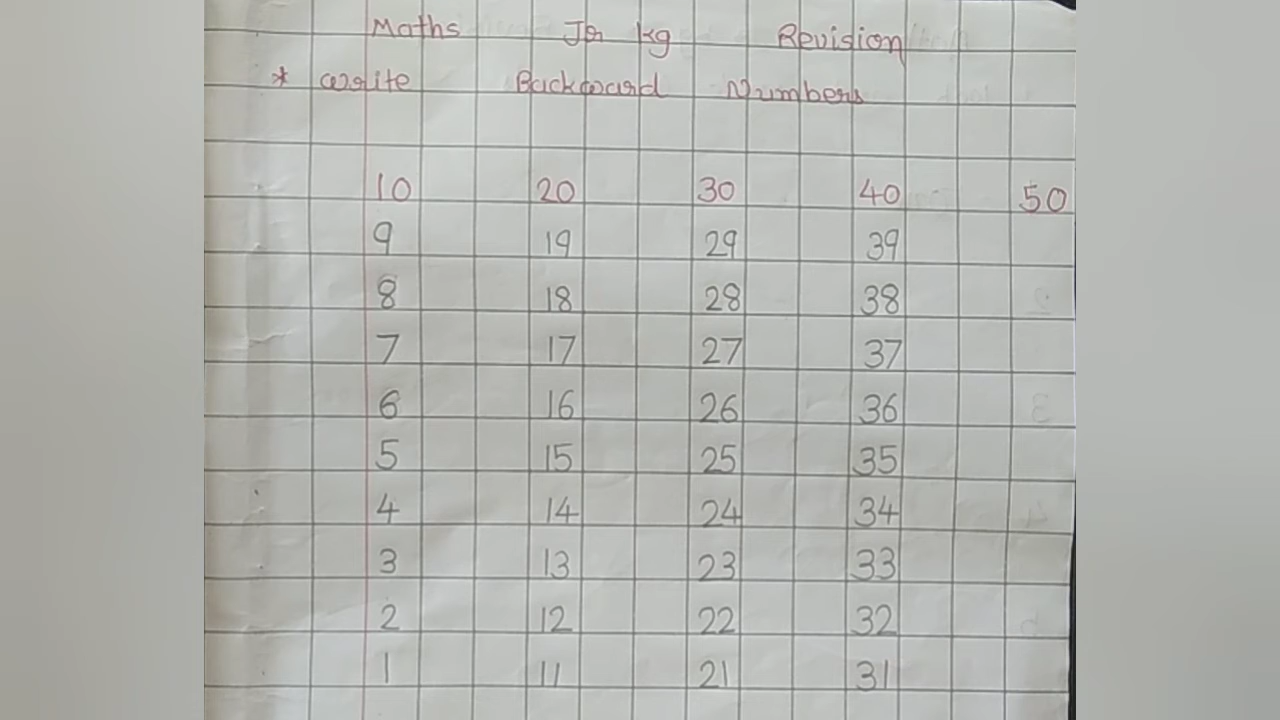 Maths Jr kg Revision
* Write Backward Numbers
10 20 30 40 50
9 19 29 39
8 18 28 38
7 17 27 37
6 16 26 36
5 15 25 35
4 14 24 34
3 13 23 33
2 12 22 32
1 11 21 31